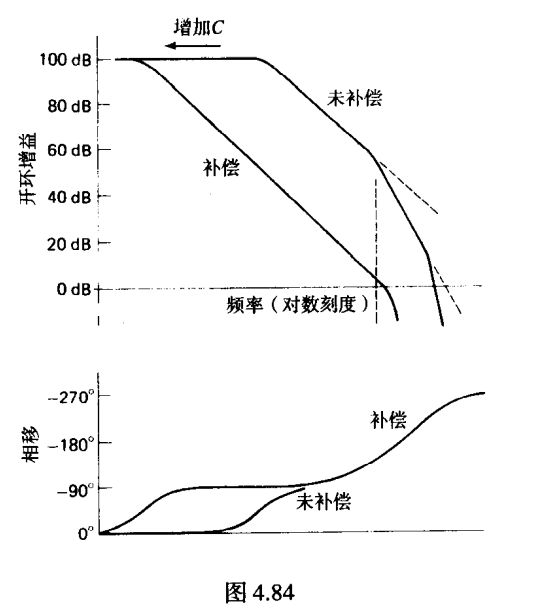 增加C
100 dB
80 dB
60 dB
40 dB
20 dB
0 dB
开环增益
未补偿
补偿
频率（对数刻度）
-270°
-180°
-90°
0°
相移
补偿
未补偿
图 4.84